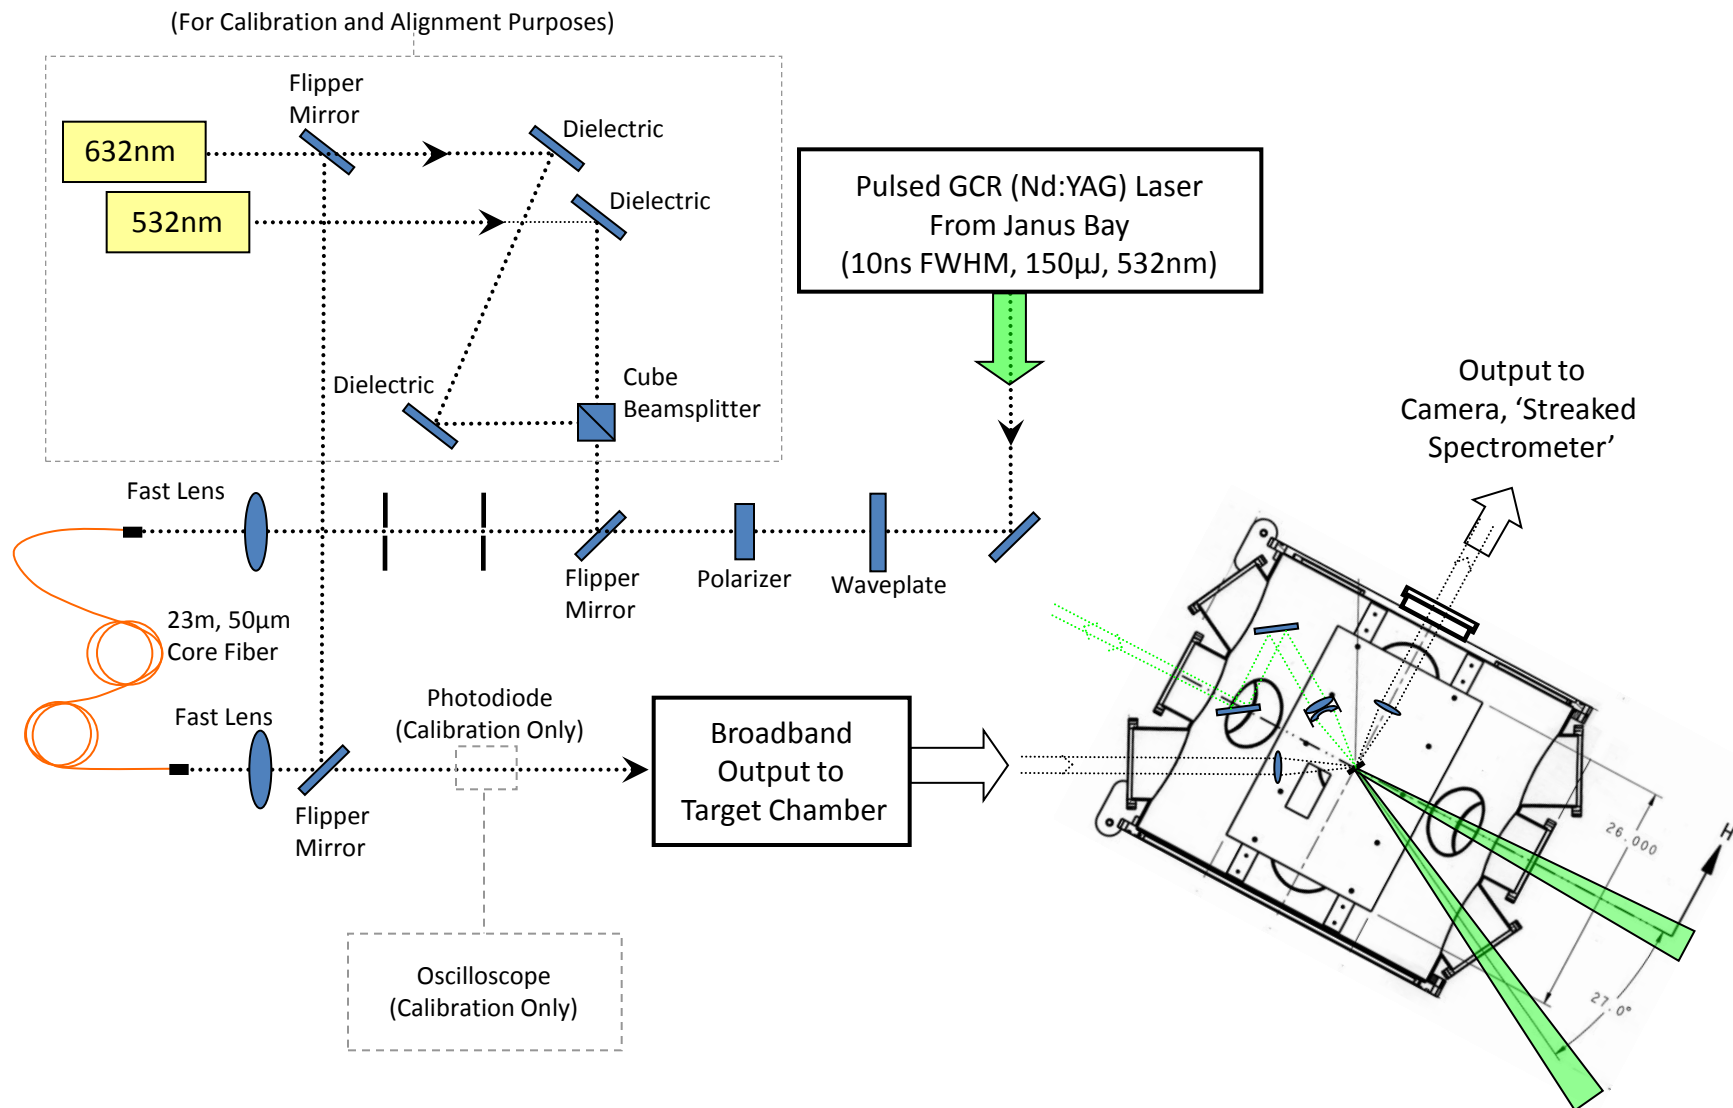 (For Calibration and Alignment Purposes)
Flipper
Mirror
Dielectric
632nm
Dielectric
532nm
Pulsed GCR (Nd:YAG) Laser
From Janus Bay
(10ns FWHM, 150µJ, 532nm)
Dielectric
Cube
Beamsplitter
Output to
Camera, ‘Streaked
Spectrometer’
Fast Lens
Flipper
Mirror
Polarizer
Waveplate
23m, 50µm
Core Fiber
Fast Lens
Photodiode
(Calibration Only)
Flipper
Mirror
Broadband
Output to
Target Chamber
Oscilloscope
(Calibration Only)
26.000
H
27.0°